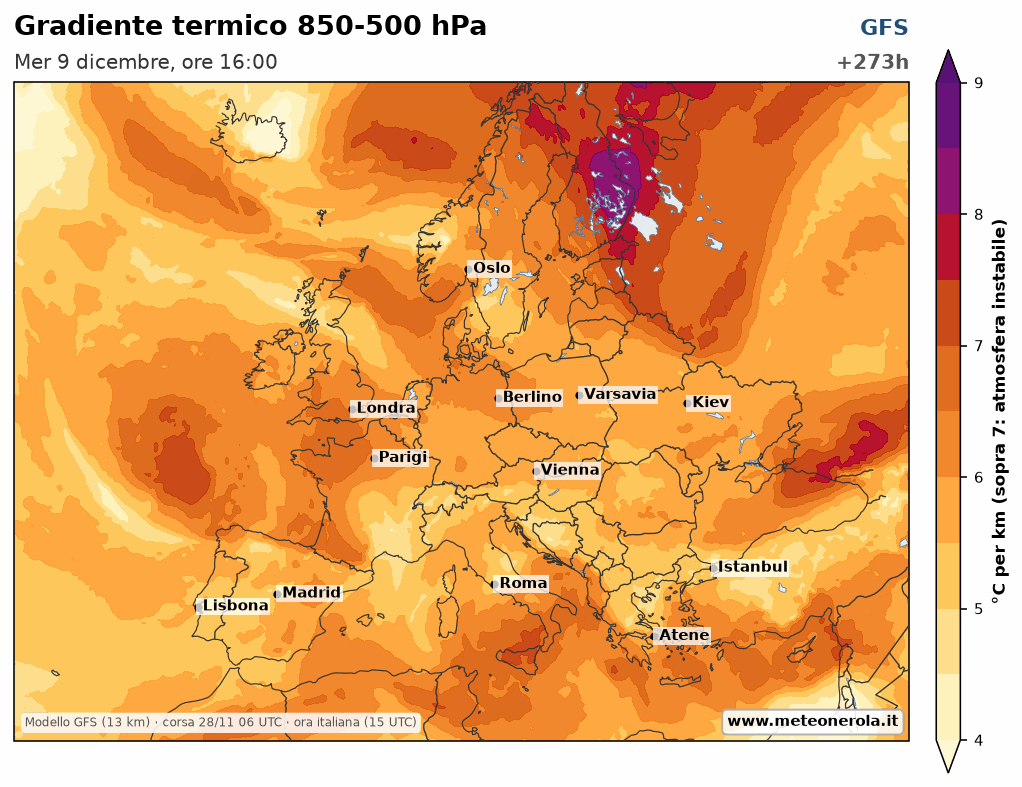 Gradiente termico 850-500 hPa
GFS
Mer 9 dicembre, ore 16:00
+273h
Oslo
Londra
Berlino
Varsavia
Kiev
Parigi
Vienna
Istanbul
Roma
Madrid
Lisbona
Atene
Modello GFS (13 km) · corsa 28/11 06 UTC · ora italiana (15 UTC)
www.meteonerola.it
9
8
7
6
5
4
°C per km (sopra 7: atmosfera instabile)